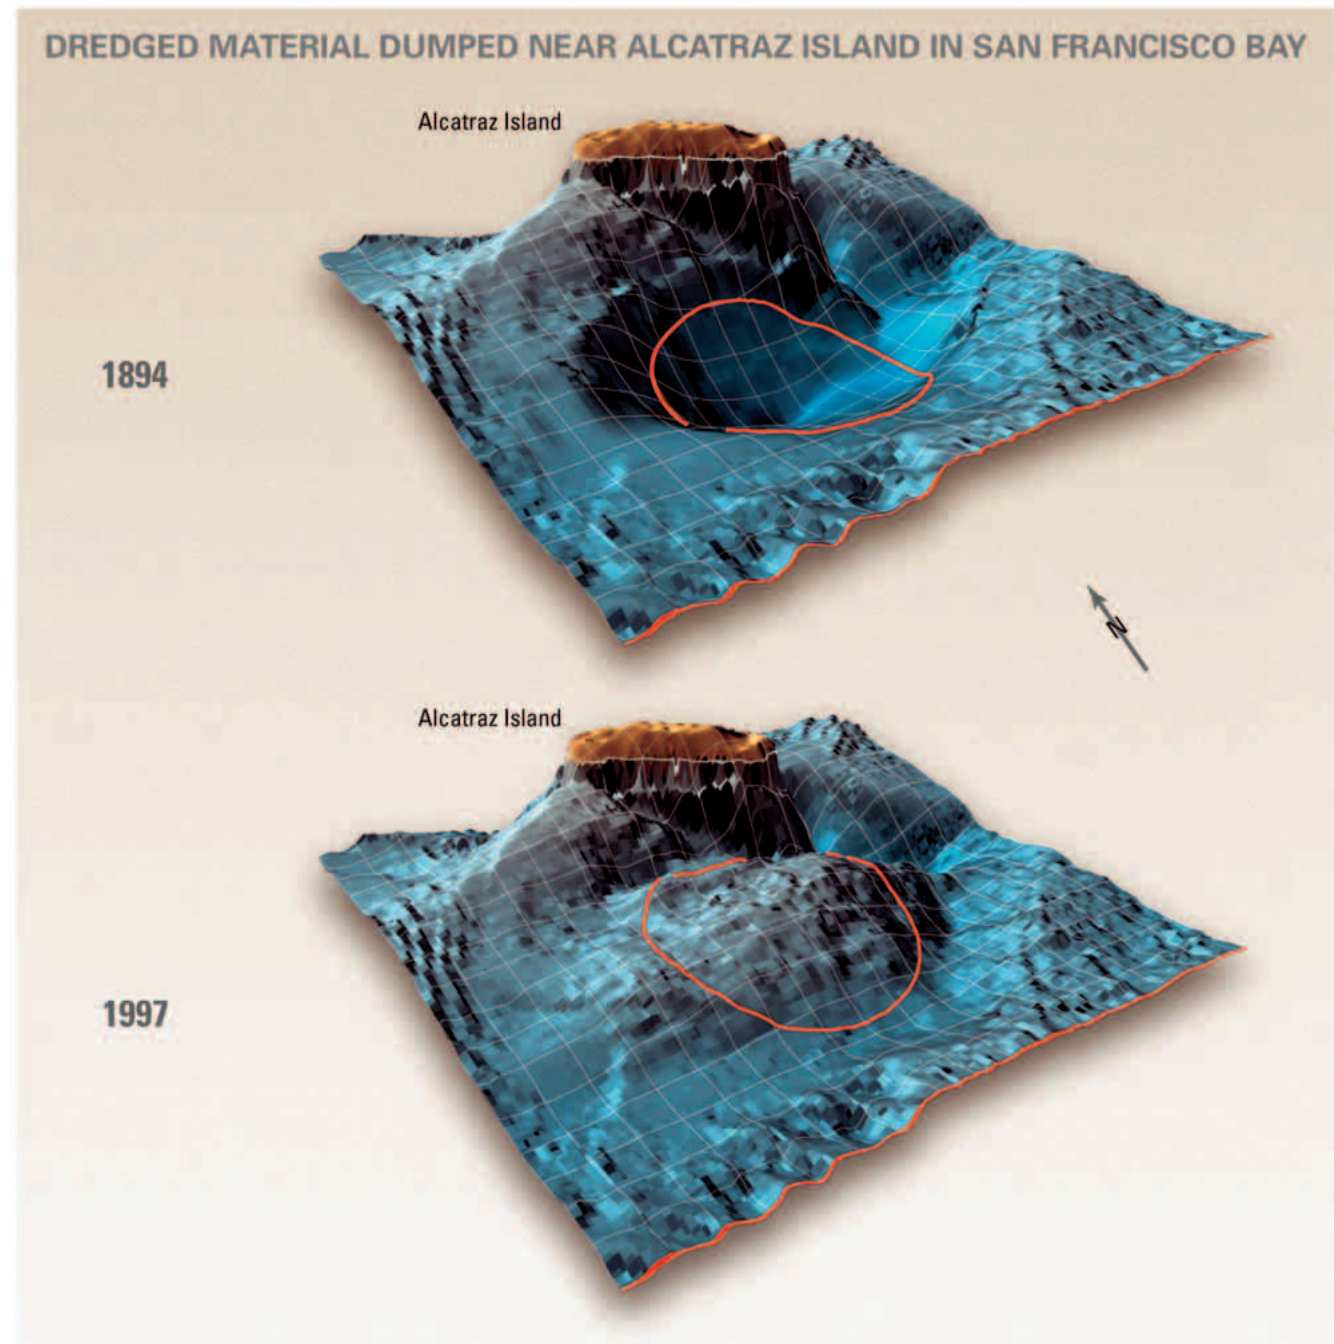 DREDGED MATERIAL DUMPED NEAR ALCATRAZ ISLAND IN SAN FRANCISCO BAY
Alcatraz Island
1894
N
Alcatraz Island
1997